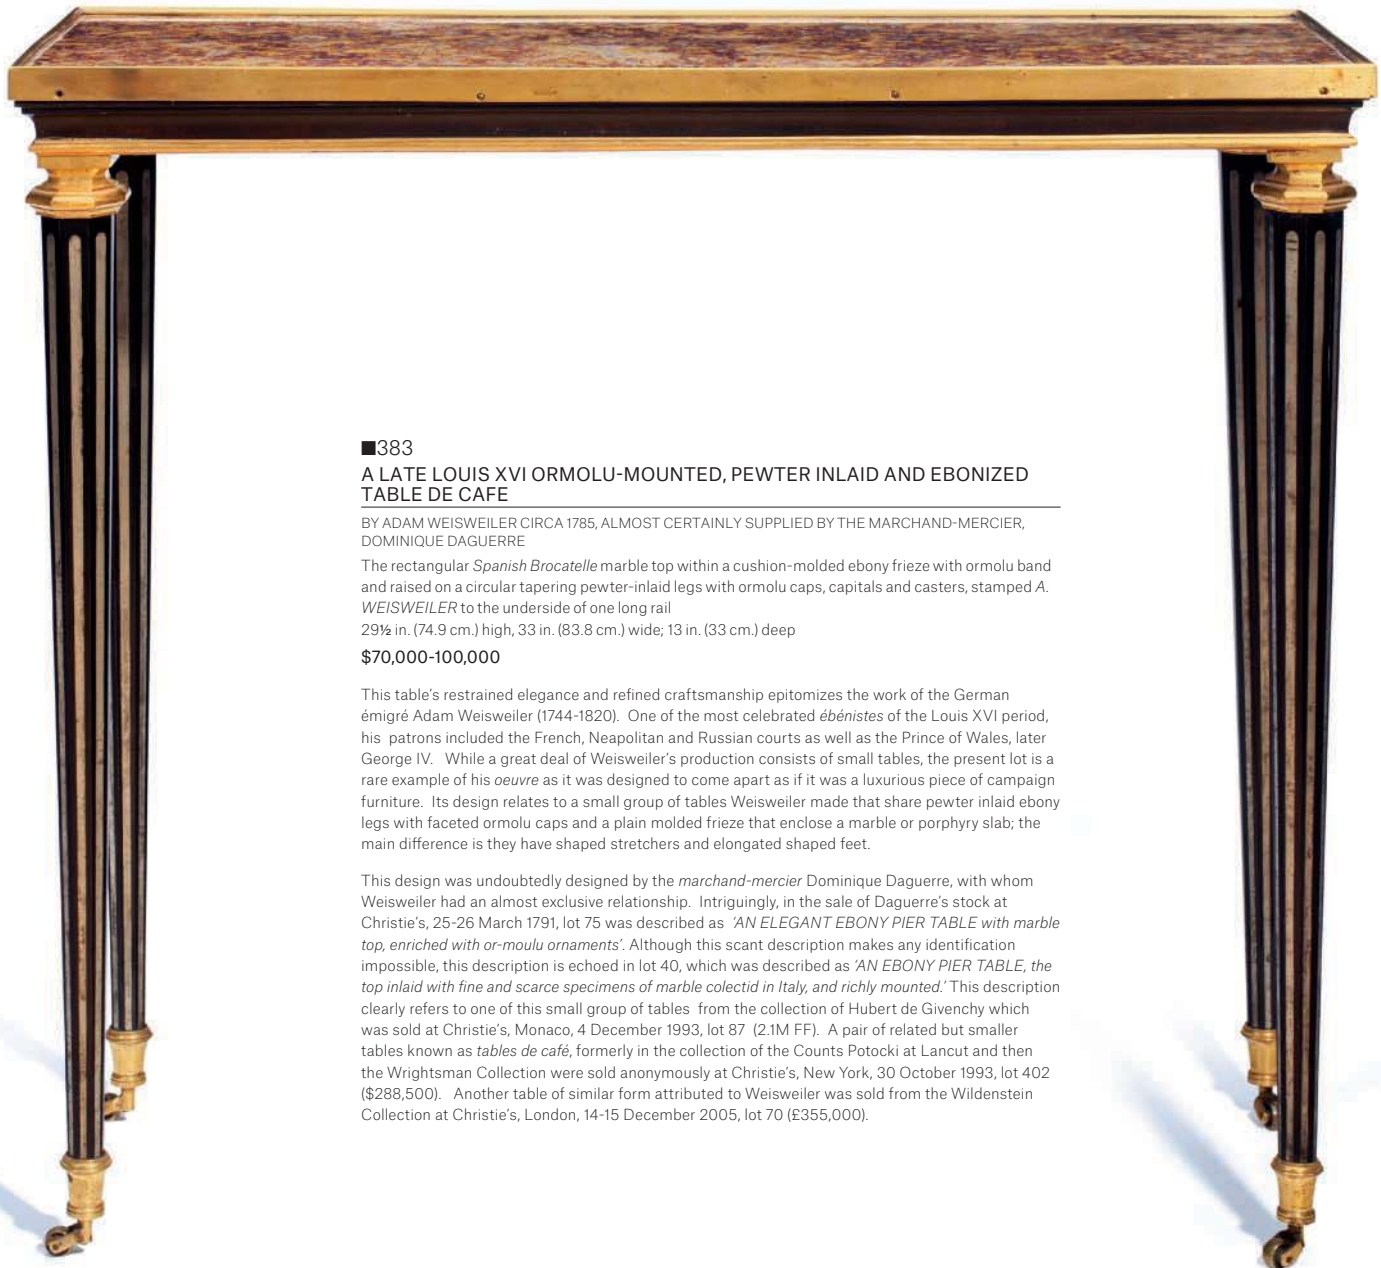 ■383
A LATE LOUIS XVI ORMOLU-MOUNTED, PEWTER INLAID AND EBONIZED
TABLE DE CAFE
BY ADAM WEISWEILER CIRCA 1785, ALMOST CERTAINLY SUPPLIED BY THE MARCHAND-MERCIER,
DOMINIQUE DAGUERRE
The rectangular Spanish Brocatelle marble top within a cushion-molded ebony frieze with ormolu band
and raised on a circular tapering pewter-inlaid legs with ormolu caps, capitals and casters, stamped A.
WEISWEILER to the underside of one long rail
29½ in. (74.9 cm.) high, 33 in. (83.8 cm.) wide; 13 in. (33 cm.) deep
$70,000-100,000
This table's restrained elegance and refined craftsmanship epitomizes the work of the German
émigré Adam Weisweiler (1744-1820). One of the most celebrated ébénistes of the Louis XVI period,
his patrons included the French, Neapolitan and Russian courts as well as the Prince of Wales, later
George IV. While a great deal of Weisweiler's production consists of small tables, the present lot is a
rare example of his oeuvre as it was designed to come apart as if it was a luxurious piece of campaign
furniture. Its design relates to a small group of tables Weisweiler made that share pewter inlaid ebony
legs with faceted ormolu caps and a plain molded frieze that enclose a marble or porphyry slab; the
main difference is they have shaped stretchers and elongated shaped feet.
This design was undoubtedly designed by the marchand-mercier Dominique Daguerre, with whom
Weisweiler had an almost exclusive relationship. Intriguingly, in the sale of Daguerre's stock at
Christie's, 25-26 March 1791, lot 75 was described as 'AN ELEGANT EBONY PIER TABLE with marble
top, enriched with or-moulu ornaments'. Although this scant description makes any identification
impossible, this description is echoed in lot 40, which was described as 'AN EBONY PIER TABLE, the
top inlaid with fine and scarce specimens of marble colectid in Italy, and richly mounted.' This description
clearly refers to one of this small group of tables from the collection of Hubert de Givenchy which
was sold at Christie's, Monaco, 4 December 1993, lot 87 (2.1M FF). A pair of related but smaller
tables known as tables de café, formerly in the collection of the Counts Potocki at Lancut and then
the Wrightsman Collection were sold anonymously at Christie's, New York, 30 October 1993, lot 402
($288,500). Another table of similar form attributed to Weisweiler was sold from the Wildenstein
Collection at Christie's, London, 14-15 December 2005, lot 70 (£355,000).